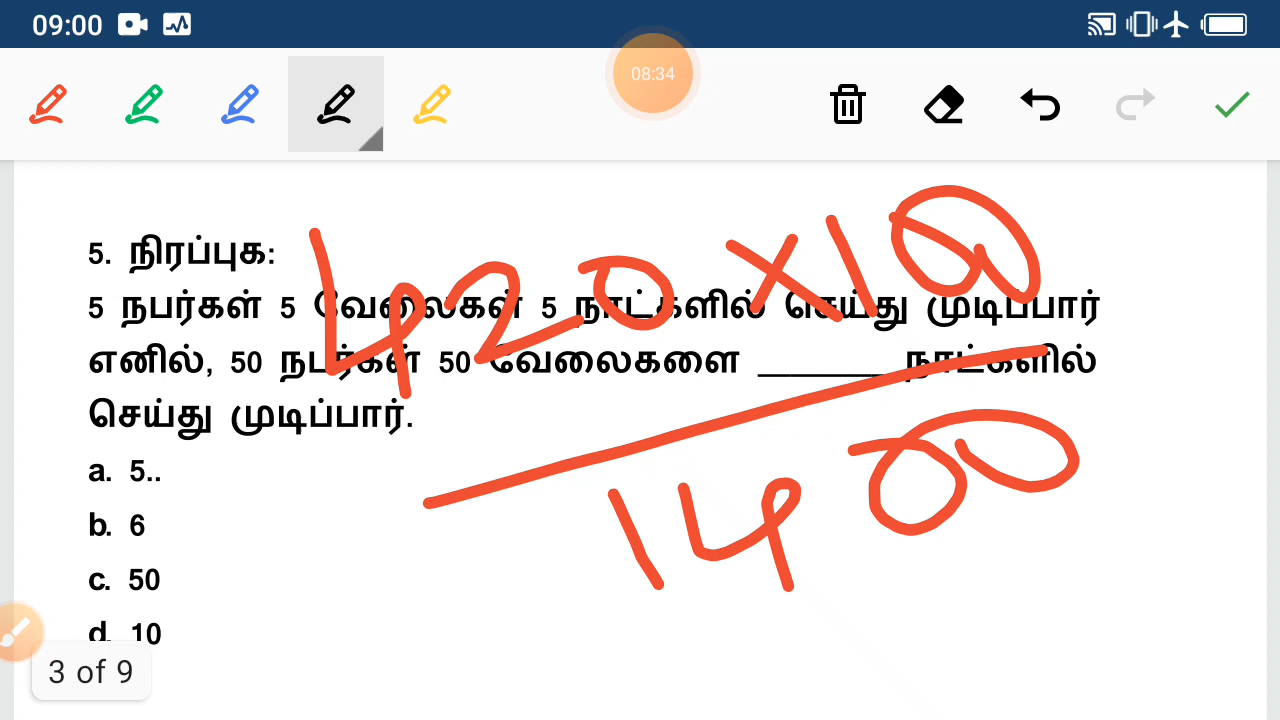 09:00
08:34
5. நிரப்புக:
5 நபர்கள் 5 வேலைகள் 5 நாட்களில் செய்து முடிப்பார்
எனில், 50 நபர்கள் 50 வேலைகளை ________ நாட்களில்
செய்து முடிப்பார்.
a. 5..
b. 6
c. 50
d. 10
420 x 100
1400
3 of 9